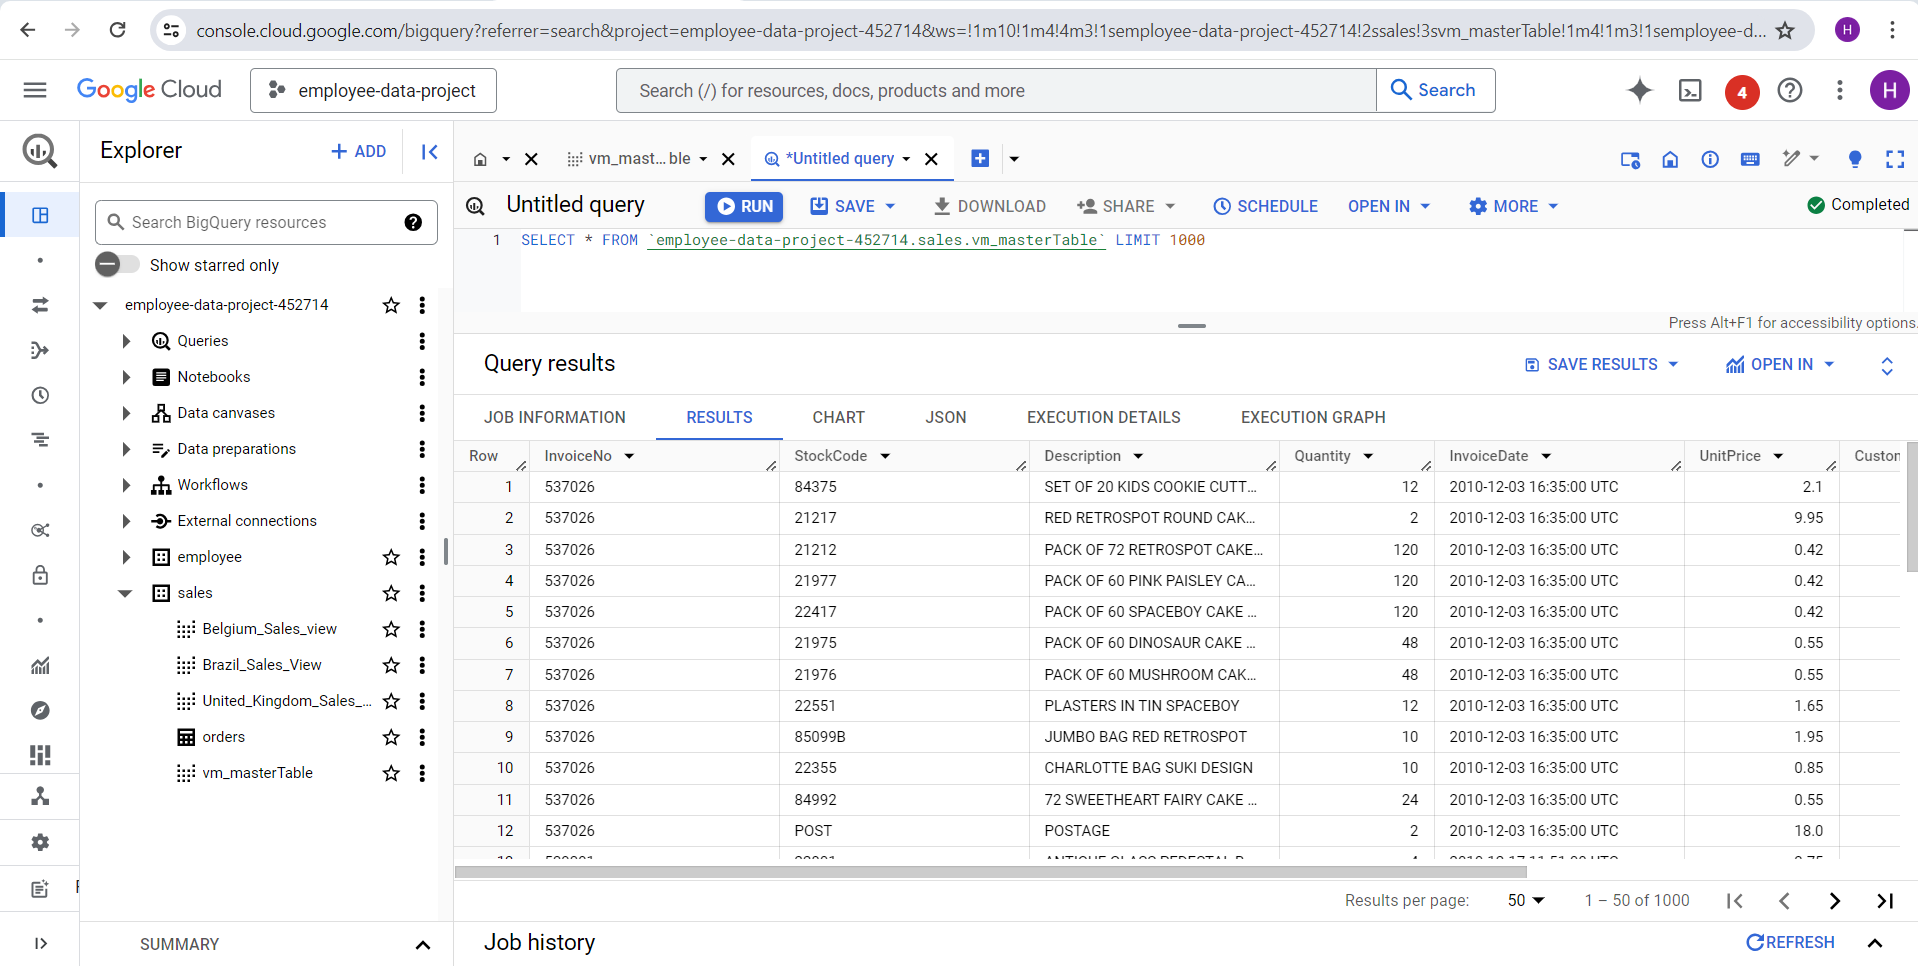 console.cloud.google.com/bigquery?referrer=search&project=employee-data-project-452714&ws=!1m10!1m4!4m3!1semployee-data-project-452714!2ssales!3svm_masterTable!1m4!1m3!1semployee-d...
H
Google Cloud
employee-data-project
Search (/) for resources, docs, products and more
Search
4
H
Explorer
+ ADD
vm_mast... ble
*Untitled query
Untitled query
RUN
SAVE
DOWNLOAD
SHARE
SCHEDULE
OPEN IN
MORE
Completed
Search BigQuery resources
Show starred only
1 SELECT * FROM `employee-data-project-452714.sales.vm_masterTable` LIMIT 1000
Press Alt+F1 for accessibility options.
employee-data-project-452714
Queries
Notebooks
Data canvases
Data preparations
Workflows
External connections
employee
sales
Belgium_Sales_view
Brazil_Sales_View
United_Kingdom_Sales_...
orders
vm_masterTable
SUMMARY
Query results
SAVE RESULTS
OPEN IN
JOB INFORMATION RESULTS CHART JSON EXECUTION DETAILS EXECUTION GRAPH
Row InvoiceNo StockCode Description Quantity InvoiceDate UnitPrice Custon
1 537026 84375 SET OF 20 KIDS COOKIE CUTT... 12 2010-12-03 16:35:00 UTC 2.1
2 537026 21217 RED RETROSPOT ROUND CAK... 2 2010-12-03 16:35:00 UTC 9.95
3 537026 21212 PACK OF 72 RETROSPOT CAKE... 120 2010-12-03 16:35:00 UTC 0.42
4 537026 21977 PACK OF 60 PINK PAISLEY CA... 120 2010-12-03 16:35:00 UTC 0.42
5 537026 22417 PACK OF 60 SPACEBOY CAKE ... 120 2010-12-03 16:35:00 UTC 0.42
6 537026 21975 PACK OF 60 DINOSAUR CAKE ... 48 2010-12-03 16:35:00 UTC 0.55
7 537026 21976 PACK OF 60 MUSHROOM CAK... 48 2010-12-03 16:35:00 UTC 0.55
8 537026 22551 PLASTERS IN TIN SPACEBOY 12 2010-12-03 16:35:00 UTC 1.65
9 537026 85099B JUMBO BAG RED RETROSPOT 10 2010-12-03 16:35:00 UTC 1.95
10 537026 22355 CHARLOTTE BAG SUKI DESIGN 10 2010-12-03 16:35:00 UTC 0.85
11 537026 84992 72 SWEETHEART FAIRY CAKE ... 24 2010-12-03 16:35:00 UTC 0.55
12 537026 POST POSTAGE 2 2010-12-03 16:35:00 UTC 18.0
Results per page: 50 1 – 50 of 1000
Job history
REFRESH